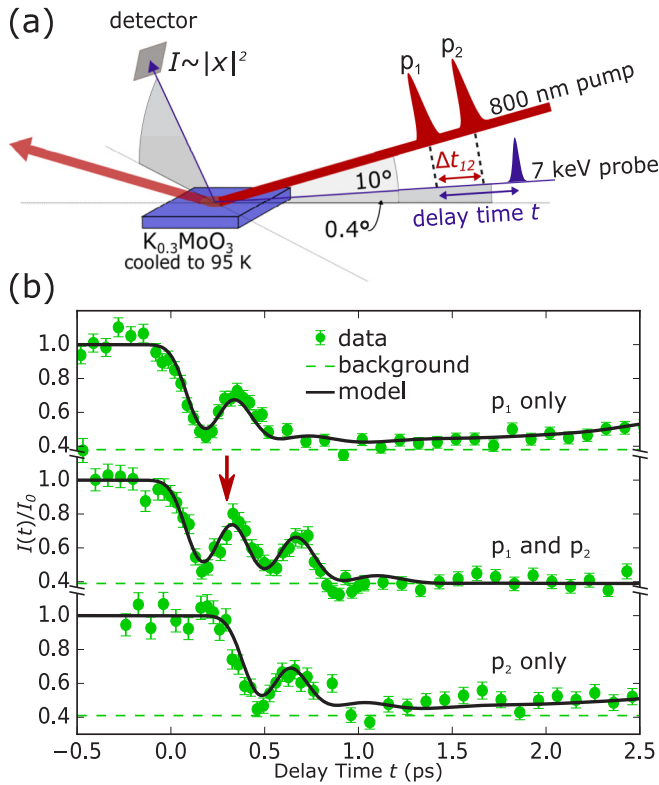 (a)
detector
I~|x|²
p₁
p₂
800 nm pump
Δt₁₂
7 keV probe
10°
0.4°
delay time t
K₀.₃MoO₃
cooled to 95 K
(b)
data
background
model
1.0
0.8
0.6
0.4
p₁ only
1.0
0.8
0.6
0.4
p₁ and p₂
1.0
0.8
0.6
0.4
p₂ only
I(t)/I₀
−0.5 0.0 0.5 1.0 1.5 2.0 2.5
Delay Time t (ps)